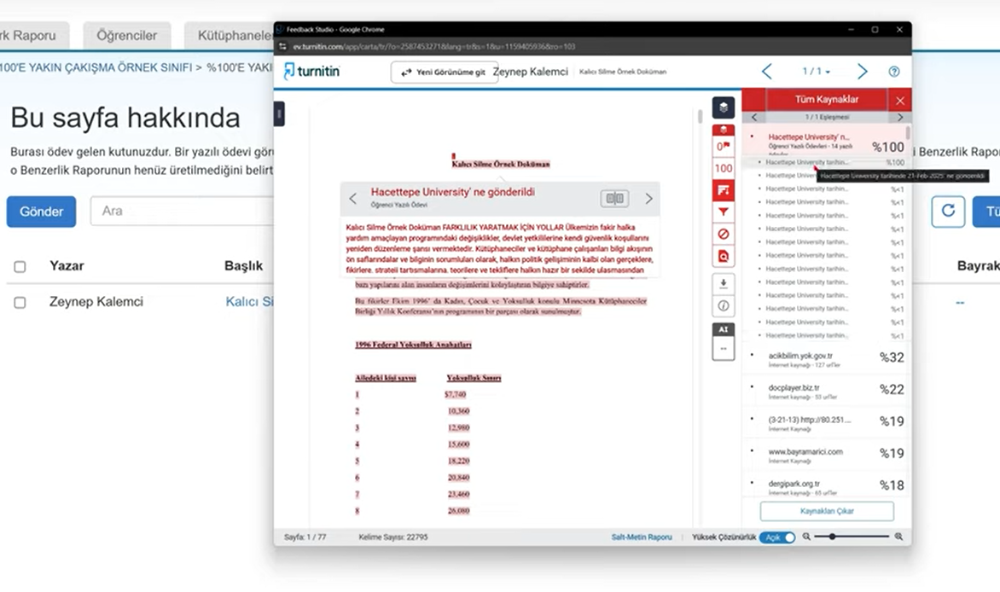 rk Raporu
Öğrenciler
Kütüphanele
100'E YAKIN ÇAKIŞMA ÖRNEK SINIFI > %100'E YAKI
Bu sayfa hakkında
Burası ödev gelen kutunuzdur. Bir yazılı ödevi görü
o Benzerlik Raporunun henüz üretilmediğini belirt
i Benzerlik Rapo
Gönder
Ara
Tü
Yazar
Başlık
Bayrak
Zeynep Kalemci
Kalıcı Si
--
Feedback Studio - Google Chrome
ev.turnitin.com/app/carta/tr/?o=2587453271&lang=tr&s=1&u=1159405936&ro=103
turnitin
Yeni Görünüme git
Zeynep Kalemci
Kalıcı Silme Örnek Doküman
1 / 1
?
Kalıcı Silme Örnek Doküman
Hacettepe University' ne gönderildi
Öğrenci Yazılı Ödevi
Kalıcı Silme Örnek Doküman FARKLILIK YARATMAK İÇİN YOLLAR Ülkemizin fakir halka
yardım amaçlayan programındaki değişiklikler, devlet yetkililerine kendi güvenlik koşullarını
yeniden düzenleme şansı vermektedir. Kütüphaneciler ve kütüphane çalışanları bilgi akışının
ön saflarındalar ve bilginin sorumluları olarak, halkın politik gelişiminin kalbi olan gerçeklere,
fikirlere, strateji tartışmalarına, teorilere ve tekliflere halkın hazır bir sekilde ulaşmasından
bazı yapılarını alan insanların değişimlerini kolaylaştıran bilgiye sahiptirler.
Bu fikirler Ekim 1996' da Kadın, Çocuk ve Yoksulluk konulu Minnesota Kütüphaneciler
Birliği Yıllık Konferansı'nın programının bir parçası olarak sunulmuştur.
1996 Federal Yoksulluk Anahatları
Ailedeki kişi sayısı Yoksulluk Sınırı
1 $7,740
2 10,360
3 12,980
4 15,600
5 18,220
6 20,840
7 23,460
8 26,080
0
100
AI
--
Tüm Kaynaklar
1 / 1 Eşleşmesi
Hacettepe University' n...
Öğrenci Yazılı Ödevleri - 14 yazılı
%100
Hacettepe University tarihin... %100
Hacettepe Univer
Hacettepe University tarihinde 21-Feb-2025' ne gönderildi
Hacettepe University tarihin... %<1
Hacettepe University tarihin... %<1
Hacettepe University tarihin... %<1
Hacettepe University tarihin... %<1
Hacettepe University tarihin... %<1
Hacettepe University tarihin... %<1
Hacettepe University tarihin... %<1
Hacettepe University tarihin... %<1
Hacettepe University tarihin... %<1
Hacettepe University tarihin... %<1
Hacettepe University tarihin... %<1
Hacettepe University tarihin... %<1
acikbilim.yok.gov.tr %32
İnternet kaynağı - 127 url'ler
docplayer.biz.tr %22
İnternet kaynağı - 53 url'ler
(3-21-13) http://80.251.... %19
İnternet Kaynağı
www.bayramarici.com %19
İnternet Kaynağı
dergipark.org.tr %18
İnternet kaynağı - 65 url'ler
Kaynakları Çıkar
Sayfa: 1 / 77
Kelime Sayısı: 22795
Salt-Metin Raporu
Yüksek Çözünürlük
Açık